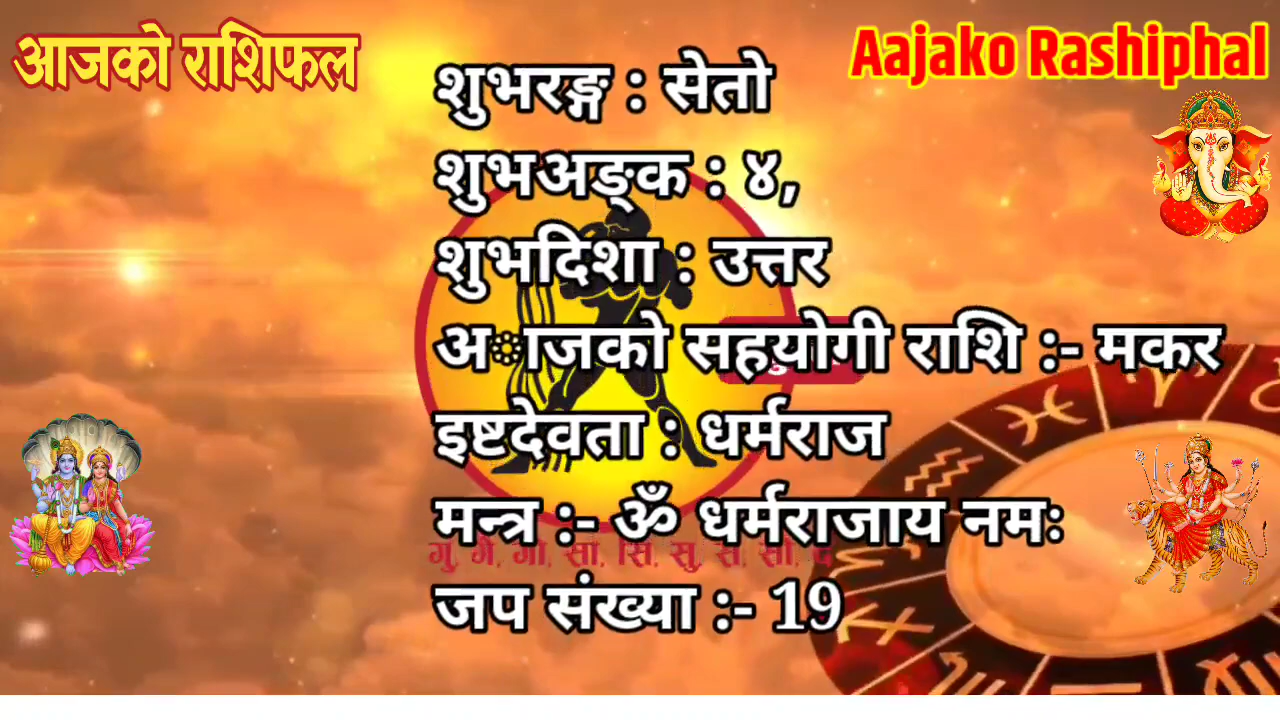 आजको राशिफल
Aajako Rashiphal
शुभरङ्ग : सेतो
शुभअङ्क : ४,
शुभदिशा : उत्तर
अाजको सहयोगी राशि :- मकर
इष्टदेवता : धर्मराज
मन्त्र :- ॐ धर्मराजाय नमः
गु, गे, गो, सा, सि, सु, से, सो, द
जप संख्या :- 19